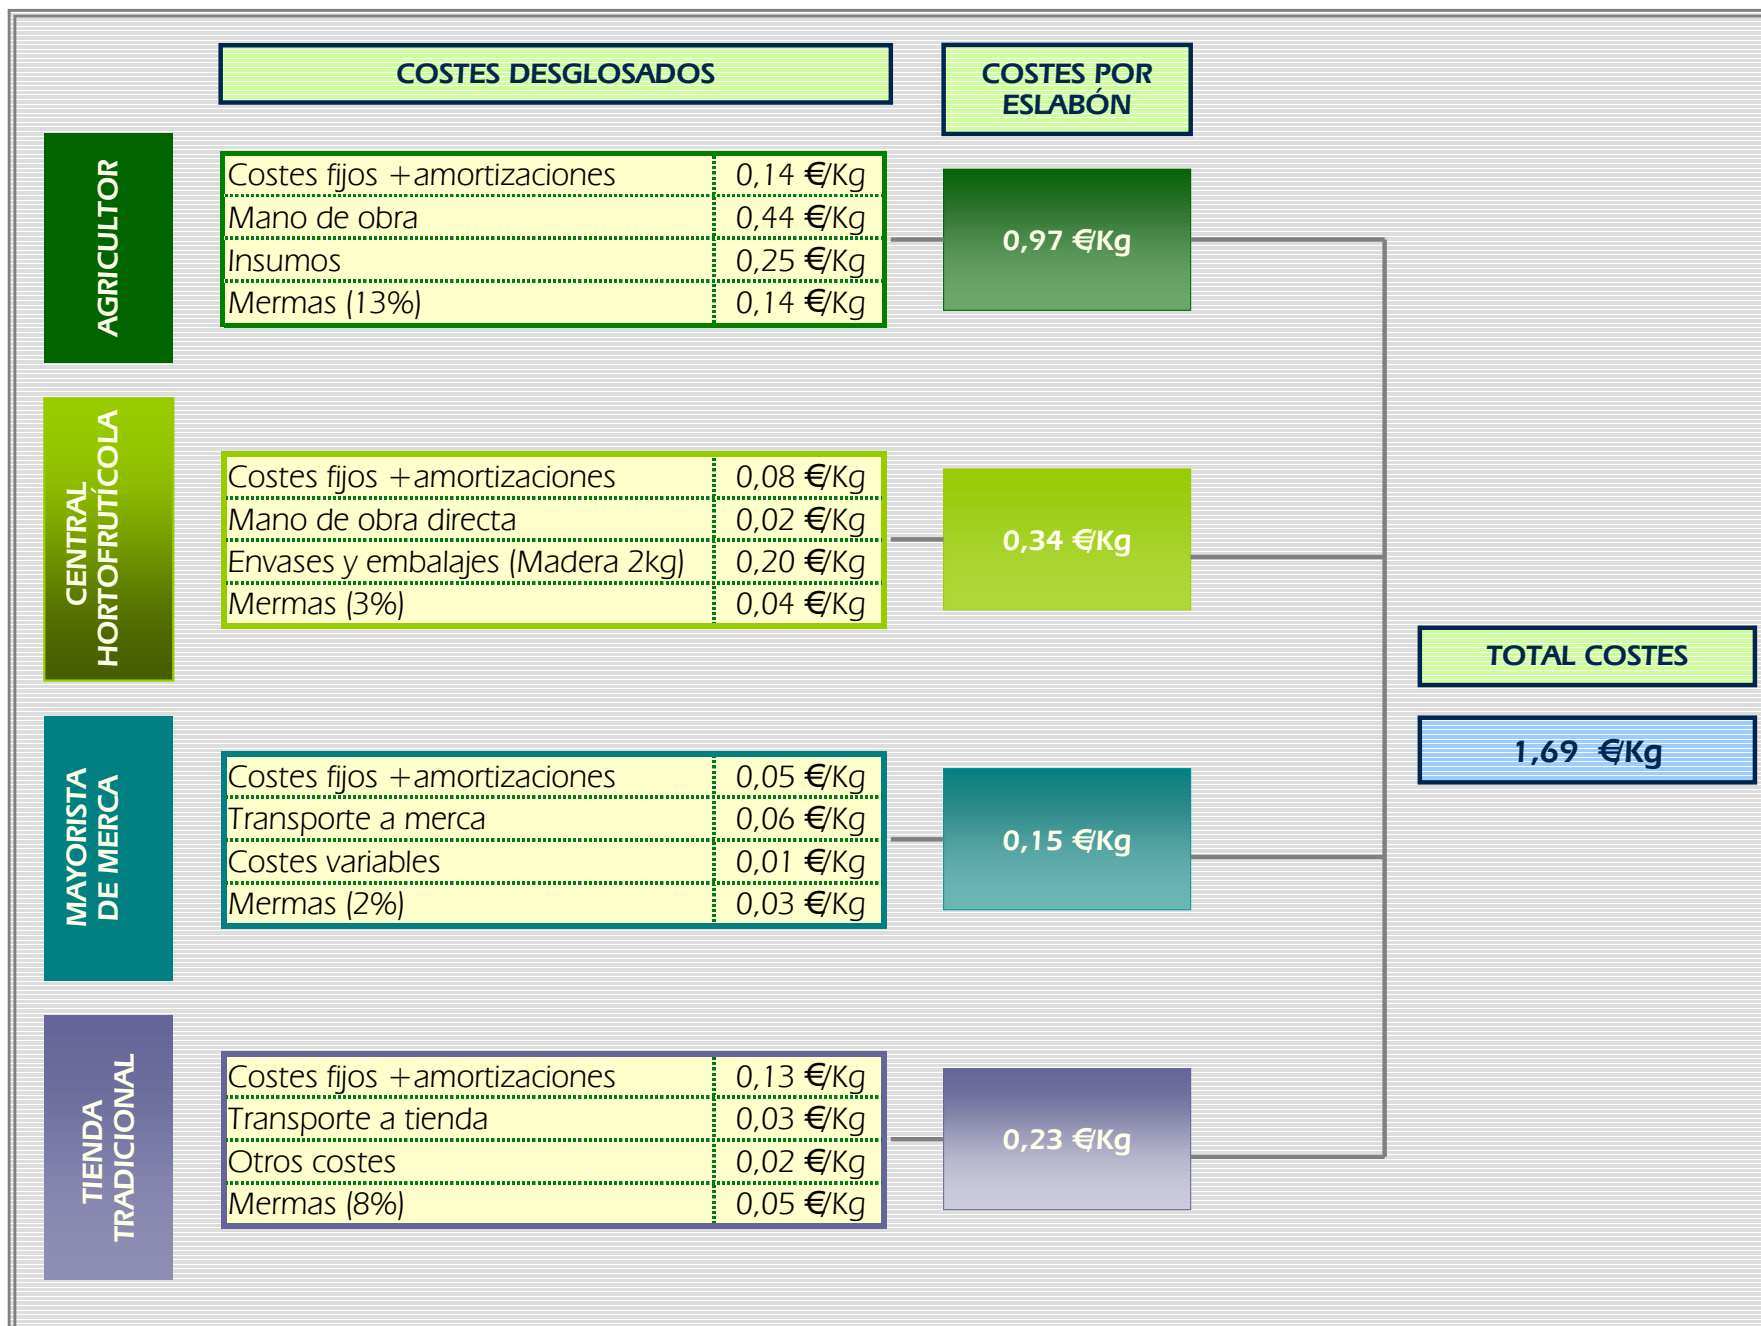 COSTES DESGLOSADOS
COSTES POR
ESLABÓN
AGRICULTOR
Costes fijos +amortizaciones 0,14 €/Kg
Mano de obra 0,44 €/Kg
Insumos 0,25 €/Kg
Mermas (13%) 0,14 €/Kg
0,97 €/Kg
CENTRAL
HORTOFRUTÍCOLA
Costes fijos +amortizaciones 0,08 €/Kg
Mano de obra directa 0,02 €/Kg
Envases y embalajes (Madera 2kg) 0,20 €/Kg
Mermas (3%) 0,04 €/Kg
0,34 €/Kg
TOTAL COSTES
1,69 €/Kg
MAYORISTA
DE MERCA
Costes fijos +amortizaciones 0,05 €/Kg
Transporte a merca 0,06 €/Kg
Costes variables 0,01 €/Kg
Mermas (2%) 0,03 €/Kg
0,15 €/Kg
TIENDA
TRADICIONAL
Costes fijos +amortizaciones 0,13 €/Kg
Transporte a tienda 0,03 €/Kg
Otros costes 0,02 €/Kg
Mermas (8%) 0,05 €/Kg
0,23 €/Kg